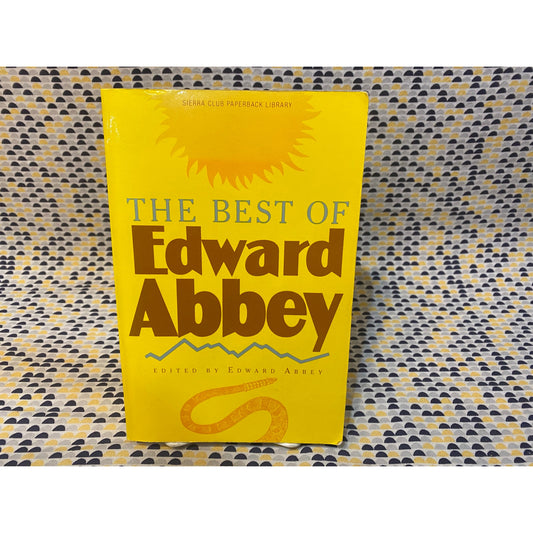 SIERRA CLUB PAPERBACK LIBRARY
THE BEST OF
Edward
Abbey
EDITED BY EDWARD ABBEY